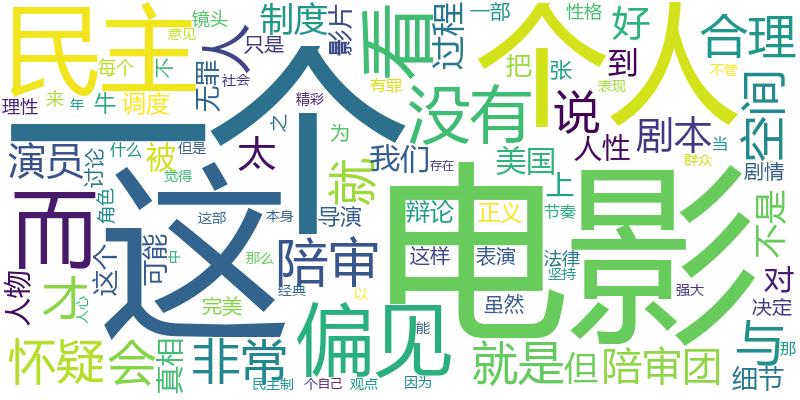 民主
人
制度
影片
看
过程
镜头
意见
只是
一部
性格
个人
好
合理
每个
不
无罪
一个
有罪
把
张
到
表现
不管
理性
来
年
牛
调度
社会
精彩
之
为
没有
说
人性
剧本
空间
演员
讨论
什么
但是
被
太
就
我们
存在
美国
上
当
群众
剧情
而
角色
觉得
这
这部
本身
导演
电影
辩论
正义
节奏
不是
人物
才
人心
这个
可能
中
那么
陪审
经典
以
这样
表演
虽然
法律
坚持
强大
对
决定
那
与
完美
怀疑
会
真相
非常
偏见
能
就是
但
陪审团
细节
民主制
个自己
观点
因为